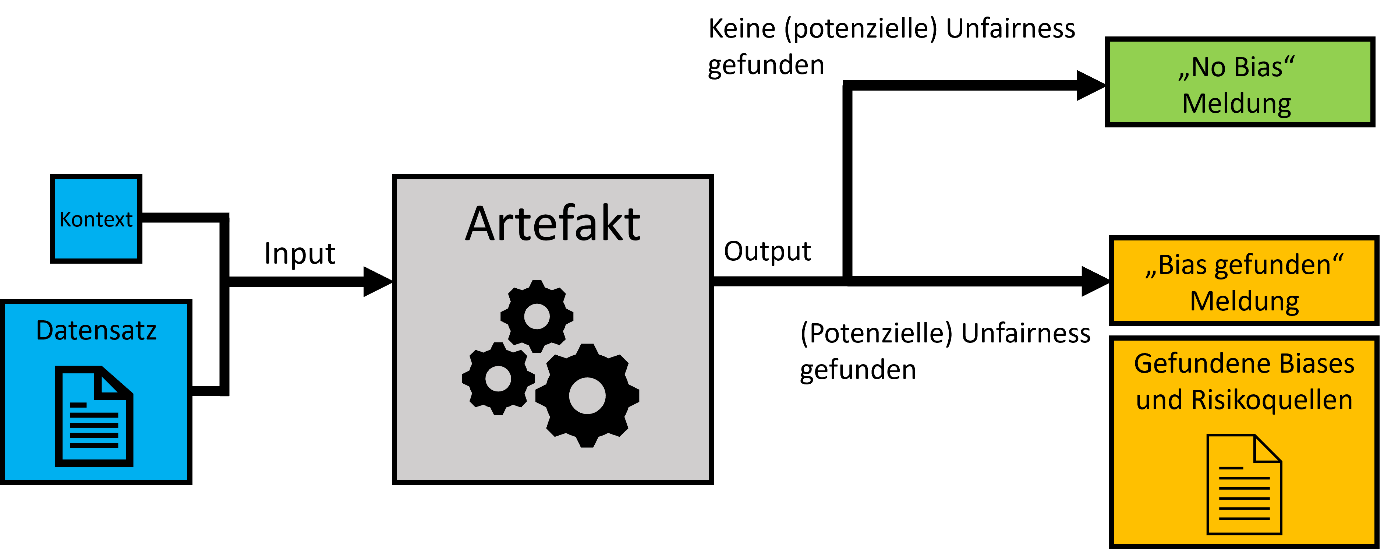 Keine (potenzielle) Unfairness
gefunden
„No Bias“
Meldung
Kontext
Input
Datensatz
Artefakt
Output
„Bias gefunden“
Meldung
(Potenzielle) Unfairness
gefunden
Gefundene Biases
und Risikoquellen